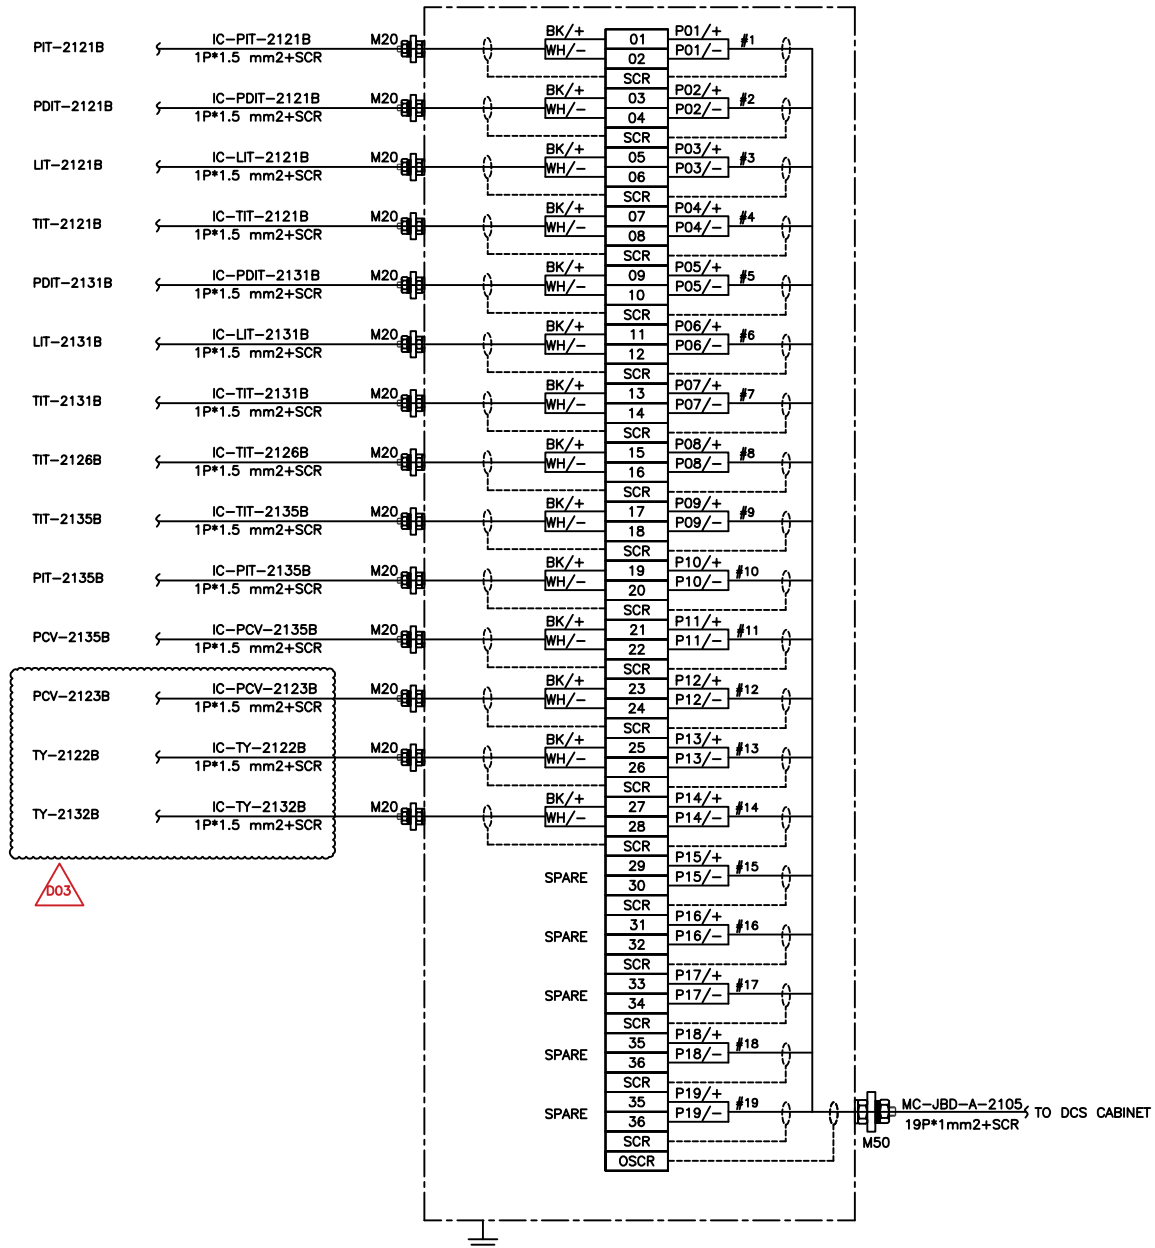 BK/+ 01 P01/+ #1
PIT-2121B IC-PIT-2121B M20 WH/- 02 P01/-
1P*1.5 mm2+SCR SCR
BK/+ 03 P02/+ #2
PDIT-2121B IC-PDIT-2121B M20 WH/- 04 P02/-
1P*1.5 mm2+SCR SCR
BK/+ 05 P03/+ #3
LIT-2121B IC-LIT-2121B M20 WH/- 06 P03/-
1P*1.5 mm2+SCR SCR
BK/+ 07 P04/+ #4
TIT-2121B IC-TIT-2121B M20 WH/- 08 P04/-
1P*1.5 mm2+SCR SCR
BK/+ 09 P05/+ #5
PDIT-2131B IC-PDIT-2131B M20 WH/- 10 P05/-
1P*1.5 mm2+SCR SCR
BK/+ 11 P06/+ #6
LIT-2131B IC-LIT-2131B M20 WH/- 12 P06/-
1P*1.5 mm2+SCR SCR
BK/+ 13 P07/+ #7
TIT-2131B IC-TIT-2131B M20 WH/- 14 P07/-
1P*1.5 mm2+SCR SCR
BK/+ 15 P08/+ #8
TIT-2126B IC-TIT-2126B M20 WH/- 16 P08/-
1P*1.5 mm2+SCR SCR
BK/+ 17 P09/+ #9
TIT-2135B IC-TIT-2135B M20 WH/- 18 P09/-
1P*1.5 mm2+SCR SCR
BK/+ 19 P10/+ #10
PIT-2135B IC-PIT-2135B M20 WH/- 20 P10/-
1P*1.5 mm2+SCR SCR
BK/+ 21 P11/+ #11
PCV-2135B IC-PCV-2135B M20 WH/- 22 P11/-
1P*1.5 mm2+SCR SCR
BK/+ 23 P12/+ #12
PCV-2123B IC-PCV-2123B M20 WH/- 24 P12/-
1P*1.5 mm2+SCR SCR
BK/+ 25 P13/+ #13
TY-2122B IC-TY-2122B M20 WH/- 26 P13/-
1P*1.5 mm2+SCR SCR
BK/+ 27 P14/+ #14
TY-2132B IC-TY-2132B M20 WH/- 28 P14/-
1P*1.5 mm2+SCR SCR
D03
29 P15/+ #15
SPARE 30 P15/-
SCR
31 P16/+ #16
SPARE 32 P16/-
SCR
33 P17/+ #17
SPARE 34 P17/-
SCR
35 P18/+ #18
SPARE 36 P18/-
SCR
35 P19/+ #19
SPARE 36 P19/-
SCR
OSCR
MC-JBD-A-2105 TO DCS CABINET
19P*1mm2+SCR
M50